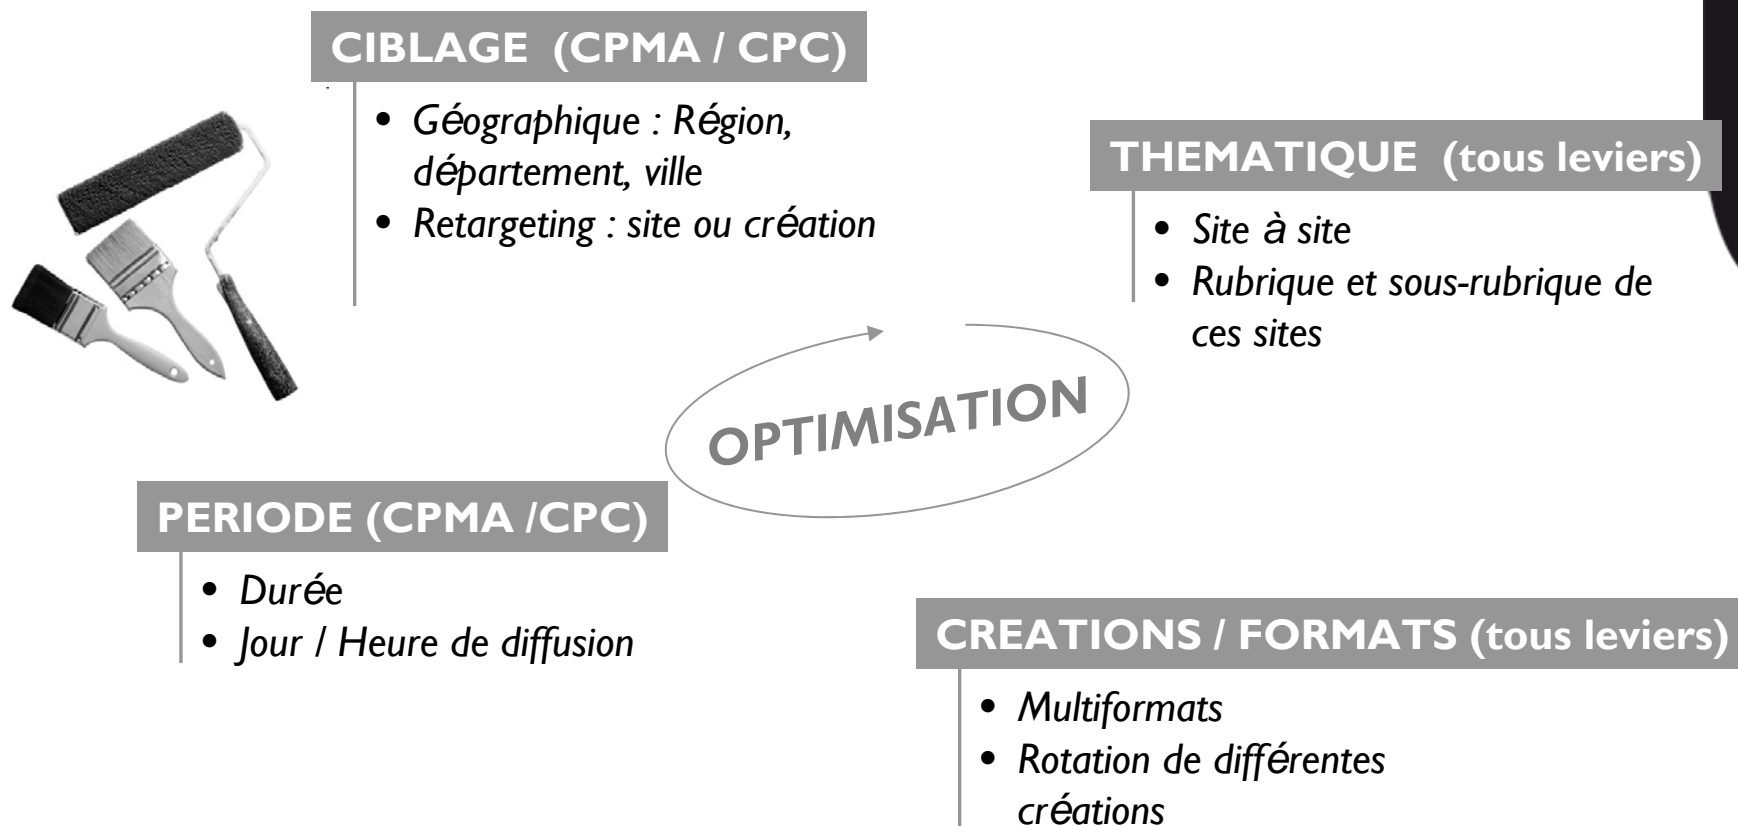 CIBLAGE (CPMA / CPC)
• Géographique : Région,
département, ville
• Retargeting : site ou création
THEMATIQUE (tous leviers)
• Site à site
• Rubrique et sous-rubrique de
ces sites
OPTIMISATION
PERIODE (CPMA /CPC)
• Durée
• Jour / Heure de diffusion
CREATIONS / FORMATS (tous leviers)
• Multiformats
• Rotation de différentes
créations